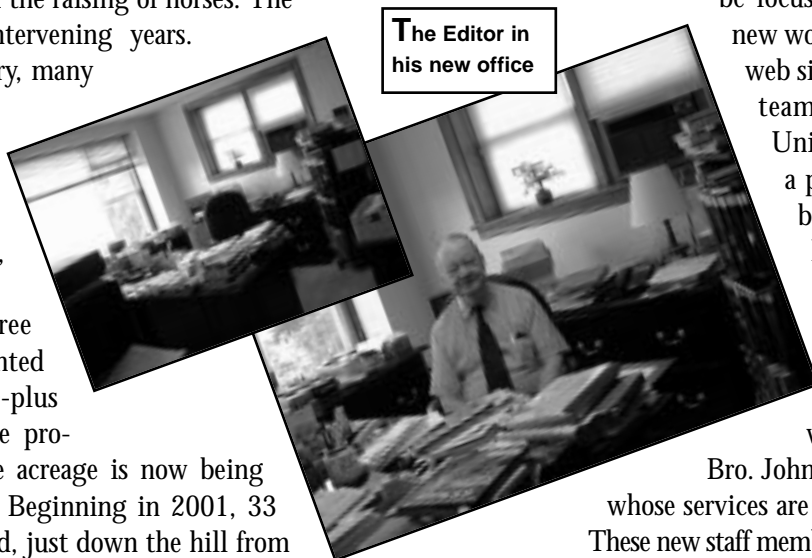 the raising of horses. The
ntervening years.
ry, many
ree
nted
-plus
e pro-
e acreage is now being
Beginning in 2001, 33
d, just down the hill from
The Editor in
his new office
be focus
new wo
web si
team
Uni
a p
b
w
Bro. John
whose services are
These new staff memb